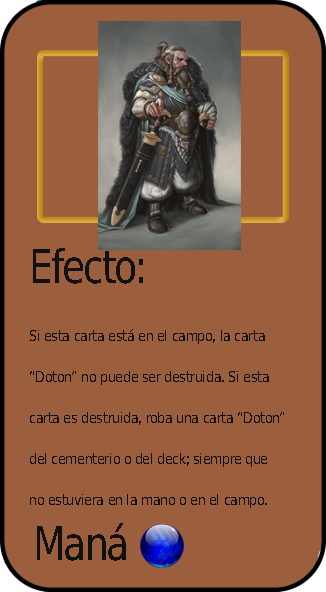 Efecto:
Si esta carta está en el campo, la carta
“Doton” no puede ser destruida. Si esta
carta es destruida, roba una carta “Doton”
del cementerio o del deck; siempre que
no estuviera en la mano o en el campo.
Maná